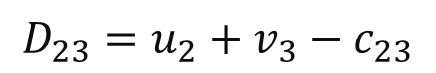 D₂₃ = u₂ + v₃ − c₂₃